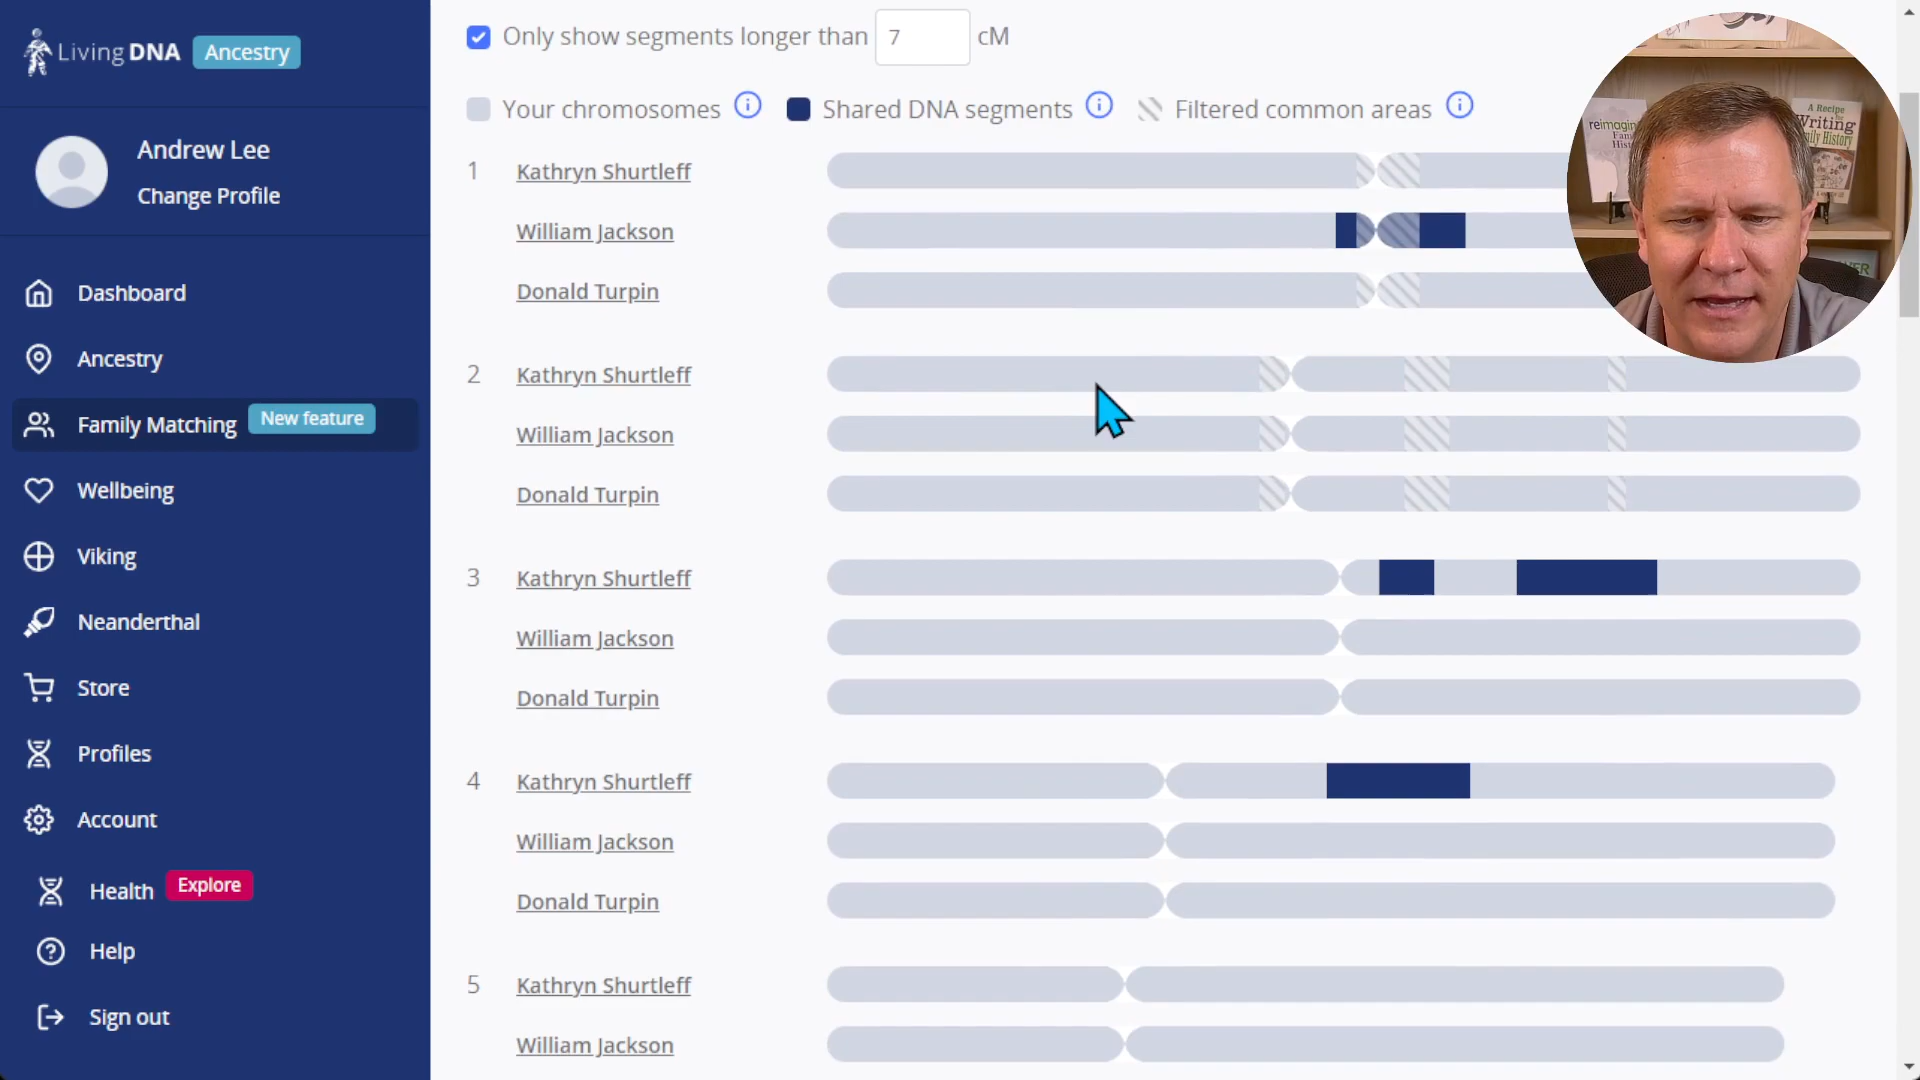 Living DNA Ancestry
Andrew Lee
Change Profile
Dashboard
Ancestry
Family Matching New feature
Wellbeing
Viking
Neanderthal
Store
Profiles
Account
Health Explore
Help
Sign out
Only show segments longer than 7 cM
Your chromosomes Shared DNA segments Filtered common areas
1 Kathryn Shurtleff
William Jackson
Donald Turpin
2 Kathryn Shurtleff
William Jackson
Donald Turpin
3 Kathryn Shurtleff
William Jackson
Donald Turpin
4 Kathryn Shurtleff
William Jackson
Donald Turpin
5 Kathryn Shurtleff
William Jackson
A Recipe
Writing